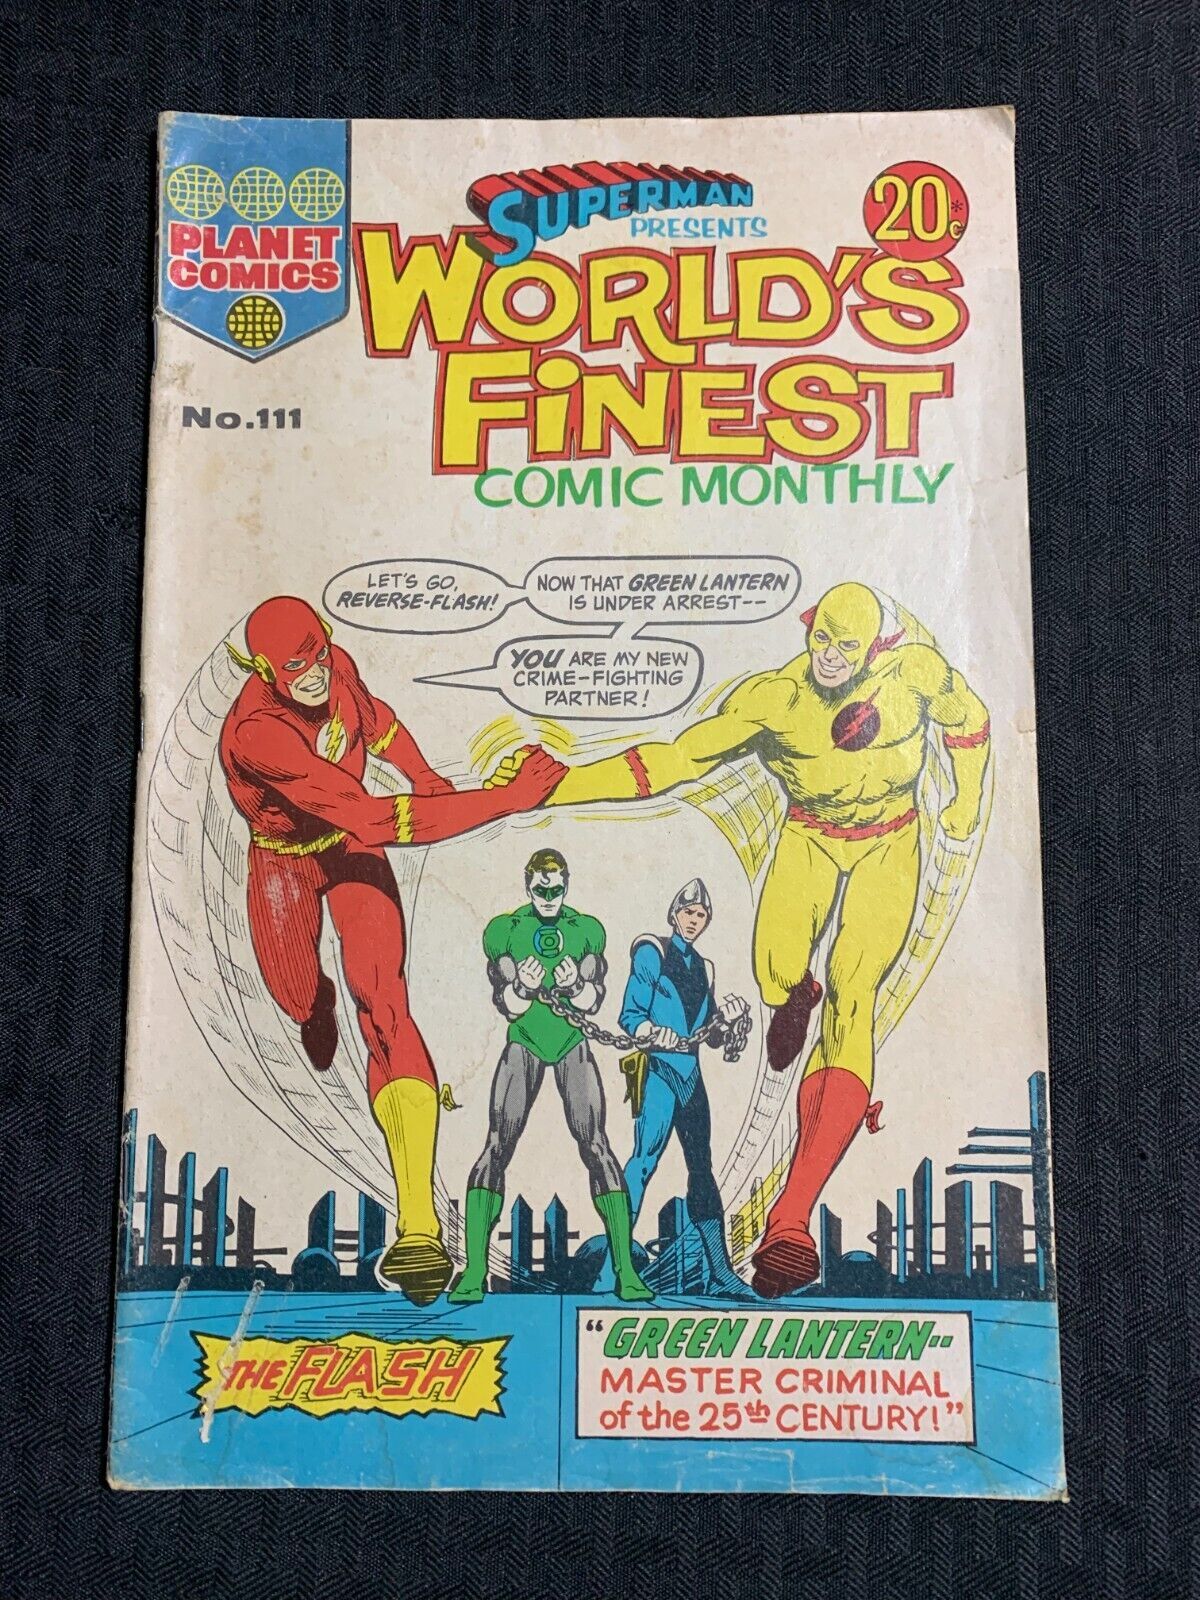 PLANET
COMICS
SUPERMAN
PRESENTS
20*c
WORLD'S
FiNEST
COMIC MONTHLY
No.111
LET'S GO,
REVERSE-FLASH!
NOW THAT GREEN LANTERN
IS UNDER ARREST--
YOU ARE MY NEW
CRIME-FIGHTING
PARTNER!
THE FLASH
"GREEN LANTERN--
MASTER CRIMINAL
of the 25th CENTURY!"